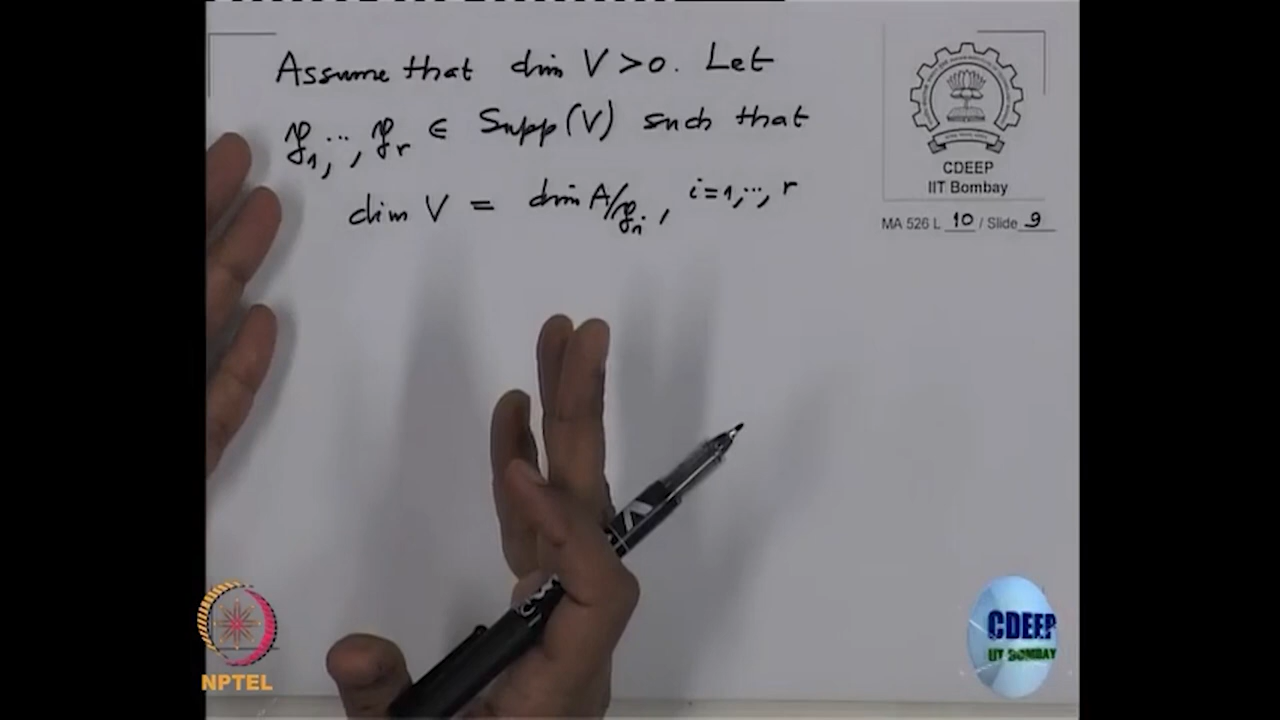 Assume that dim V > 0. Let
𝔭₁, ..., 𝔭ᵣ ∈ Supp(V) such that
dim V = dim A/𝔭ᵢ, i=1, ..., r
CDEEP
IIT Bombay
MA 526 L 10 / Slide 9
NPTEL
CDEEP
IIT BOMBAY